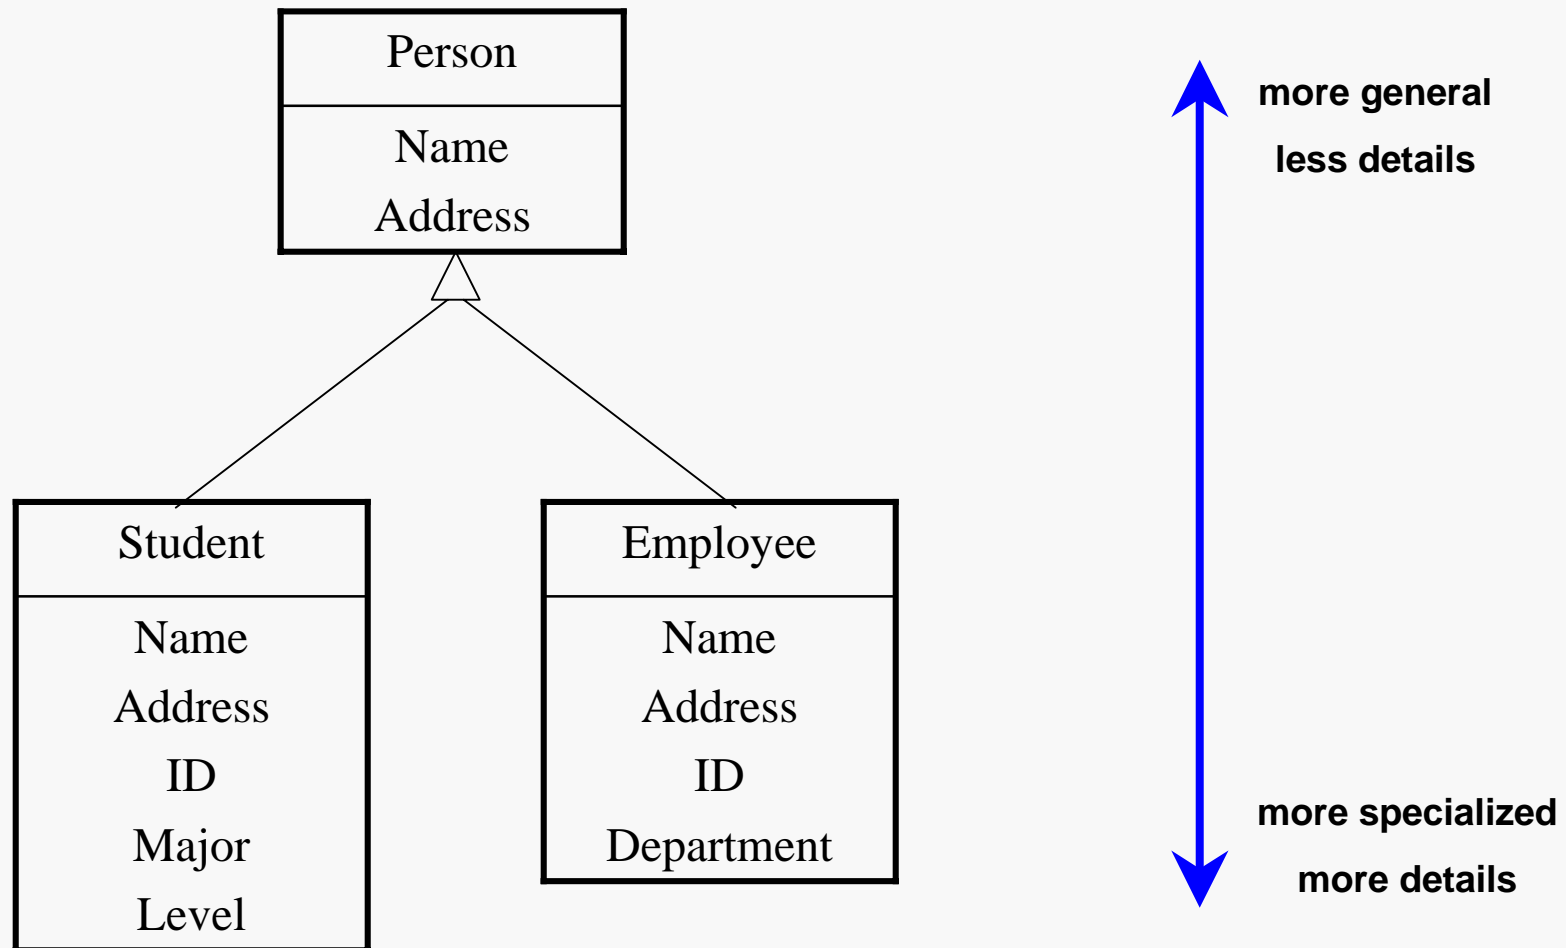 Person
Name
Address
more general
less details
Student
Name
Address
ID
Major
Level
Employee
Name
Address
ID
Department
more specialized
more details